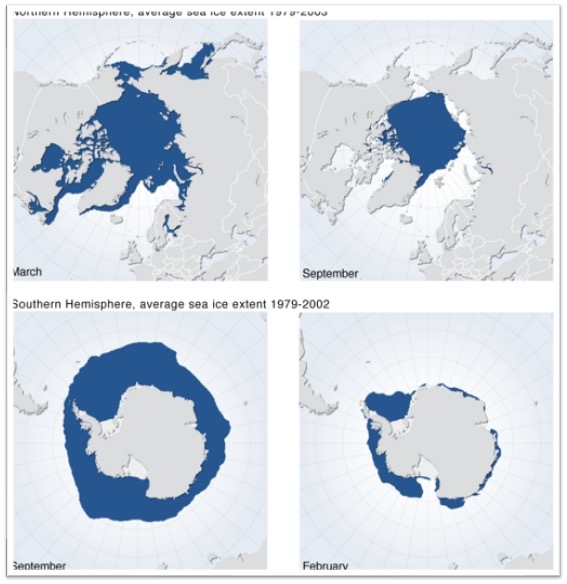 Northern Hemisphere, average sea ice extent 1979-2003
March
September
Southern Hemisphere, average sea ice extent 1979-2002
September
February